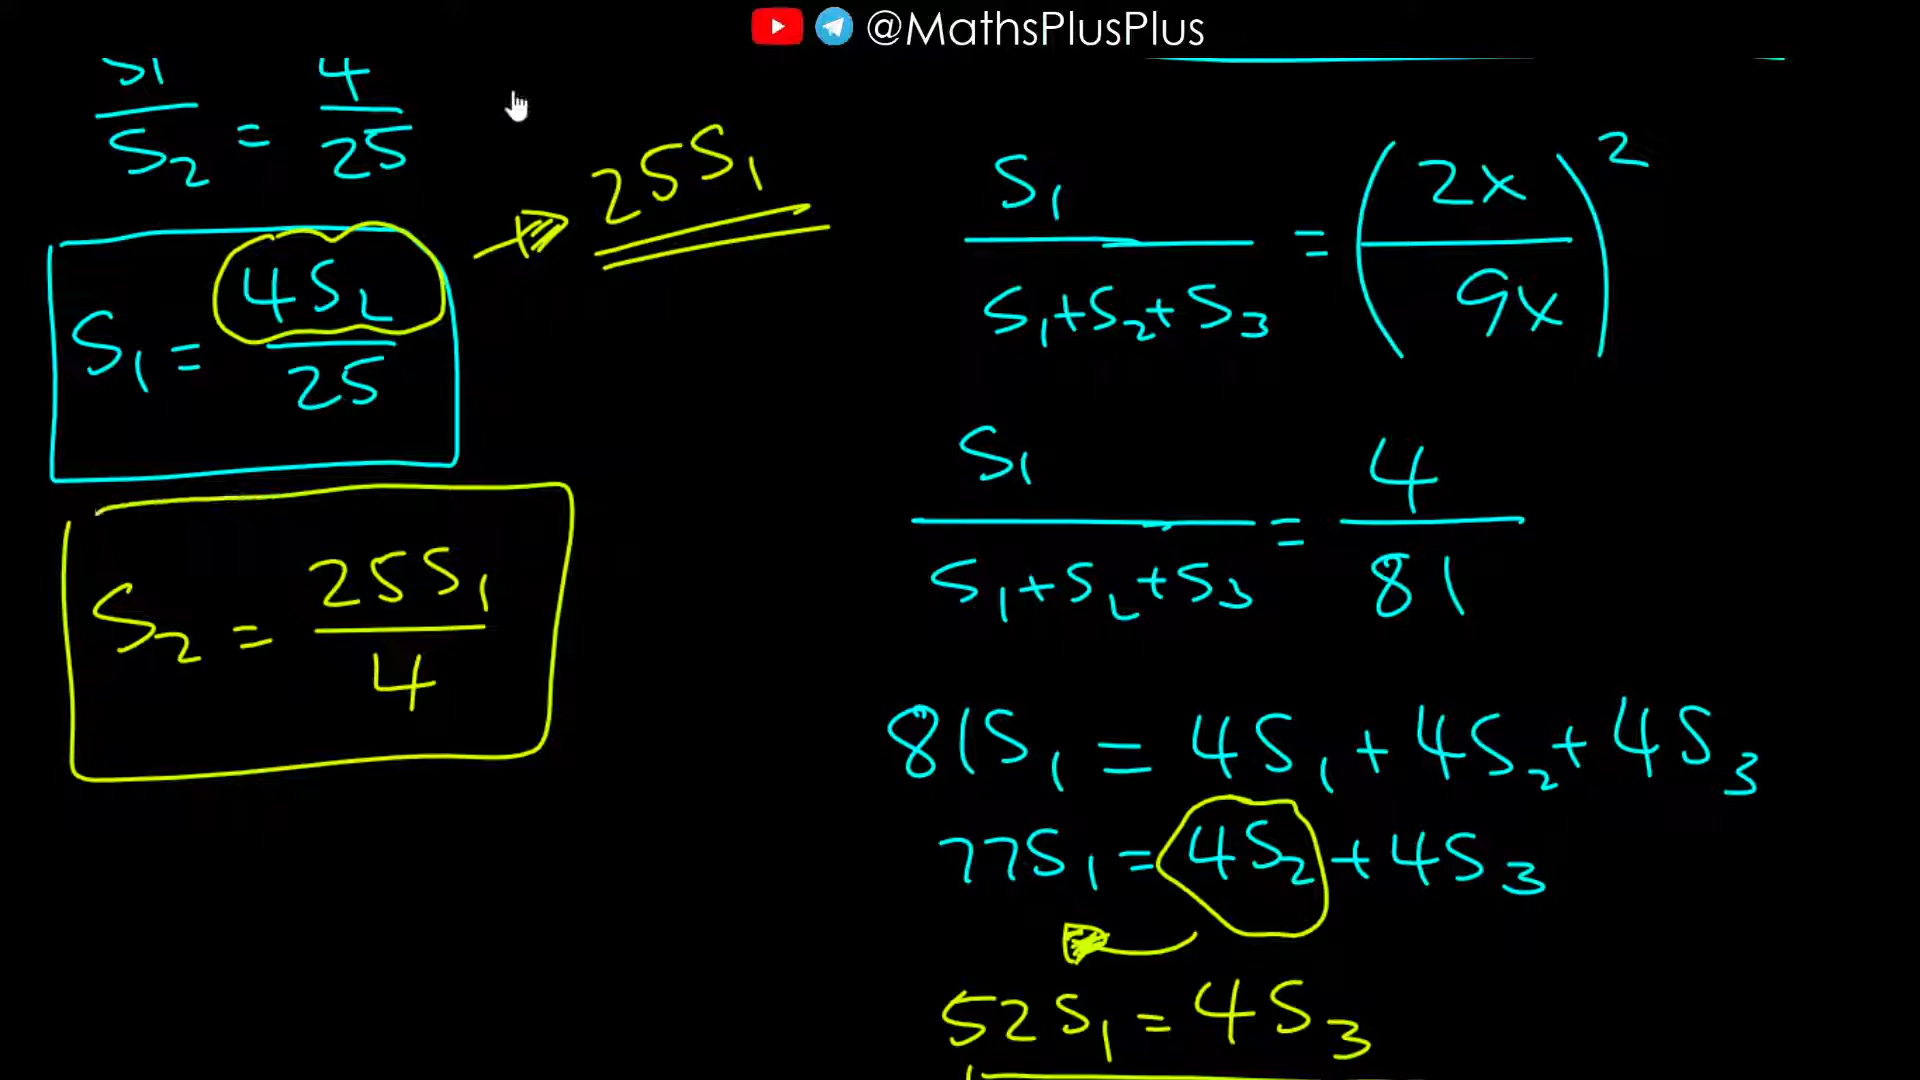 @MathsPlusPlus
S1/S2 = 4/25
25S1
S1 = 4S2/25
S2 = 25S1/4
S1/(S1+S2+S3) = (2x/9x)²
S1/(S1+S2+S3) = 4/81
81S1 = 4S1+4S2+4S3
77S1 = 4S2+4S3
52S1 = 4S3